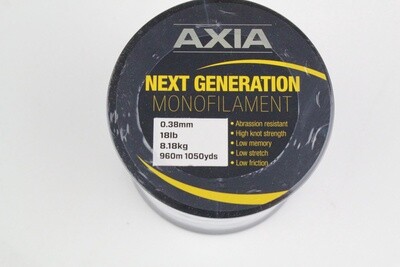 AXIA
NEXT GENERATION
MONOFILAMENT
0.38mm
18lb
8.18kg
960m 1050yds
• Abrassion resistant
• High knot strength
• Low memory
• Low stretch
• Low friction